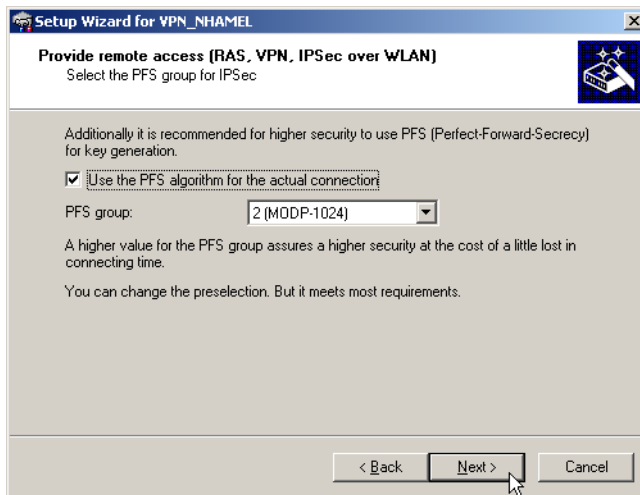 Setup Wizard for VPN_NHAMEL
Provide remote access (RAS, VPN, IPSec over WLAN)
Select the PFS group for IPSec
Additionally it is recommended for higher security to use PFS (Perfect-Forward-Secrecy)
for key generation.
Use the PFS algorithm for the actual connection
PFS group:
2 (MODP-1024)
A higher value for the PFS group assures a higher security at the cost of a little lost in
connecting time.
You can change the preselection. But it meets most requirements.
< Back
Next >
Cancel